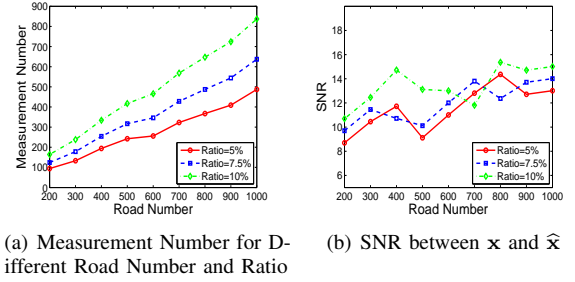 900
800
700
600
500
400
300
200
100
0
Measurement Number
200 300 400 500 600 700 800 900 1000
Road Number
Ratio=5%
Ratio=7.5%
Ratio=10%
18
16
14
12
10
8
6
SNR
200 300 400 500 600 700 800 900 1000
Road Number
Ratio=5%
Ratio=7.5%
Ratio=10%
(a) Measurement Number for D-
ifferent Road Number and Ratio
(b) SNR between x and x̂